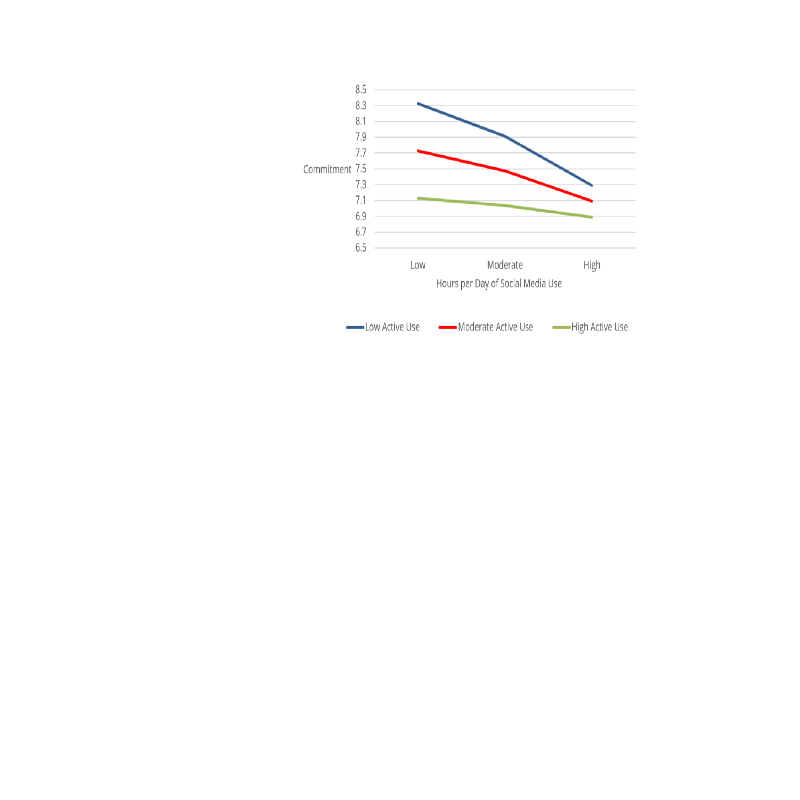 8.5
8.3
8.1
7.9
7.7
Commitment 7.5
7.3
7.1
6.9
6.7
6.5
Low Moderate High
Hours per Day of Social Media Use
Low Active Use Moderate Active Use High Active Use